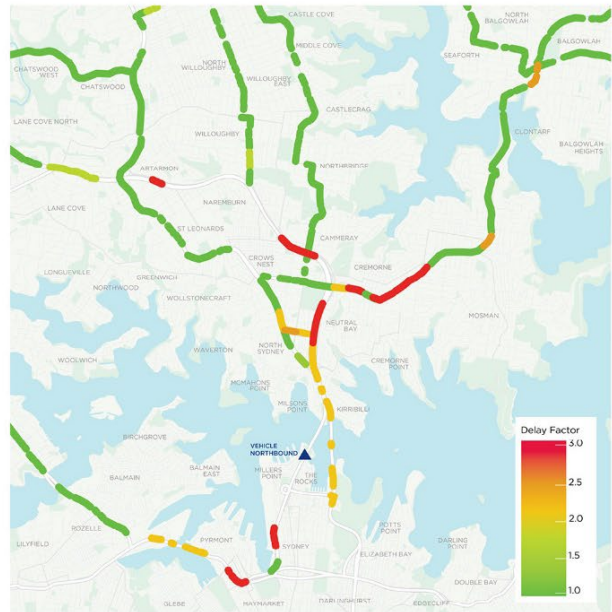 CASTLE COVE
NORTH
BALGOWLAH
BALGOWLAH
MIDDLE COVE
SEAFORTH
NORTH
WILLOUGHBY
WILLOUGHBY
EAST
CHATSWOOD
WEST
CHATSWOOD
CASTLECRAG
LANE COVE NORTH
WILLOUGHBY
CLONTARF
BALGOWLAH
HEIGHTS
ARTARMON
NORTHBRIDGE
NAREMBURN
LANE COVE
ST LEONARDS
CAMMERAY
CROWS
NEST
CREMORNE
LONGUEVILLE
GREENWICH
NORTHWOOD
WOLLSTONECRAFT
MOSMAN
NEUTRAL
BAY
NORTH
SYDNEY
WAVERTON
WOOLWICH
CREMORNE
POINT
MCMAHONS
POINT
MILSONS
POINT
KIRRIBILLI
BIRCHGROVE
VEHICLE
NORTHBOUND
BALMAIN
EAST
MILLERS
POINT
THE
ROCKS
BALMAIN
ROZELLE
POTTS
POINT
LILYFIELD
PYRMONT
SYDNEY
ELIZABETH BAY
DARLING
POINT
DOUBLE BAY
GLEBE
HAYMARKET
DARLINGHURST
EDGECLIFF
Delay Factor
3.0
2.5
2.0
1.5
1.0